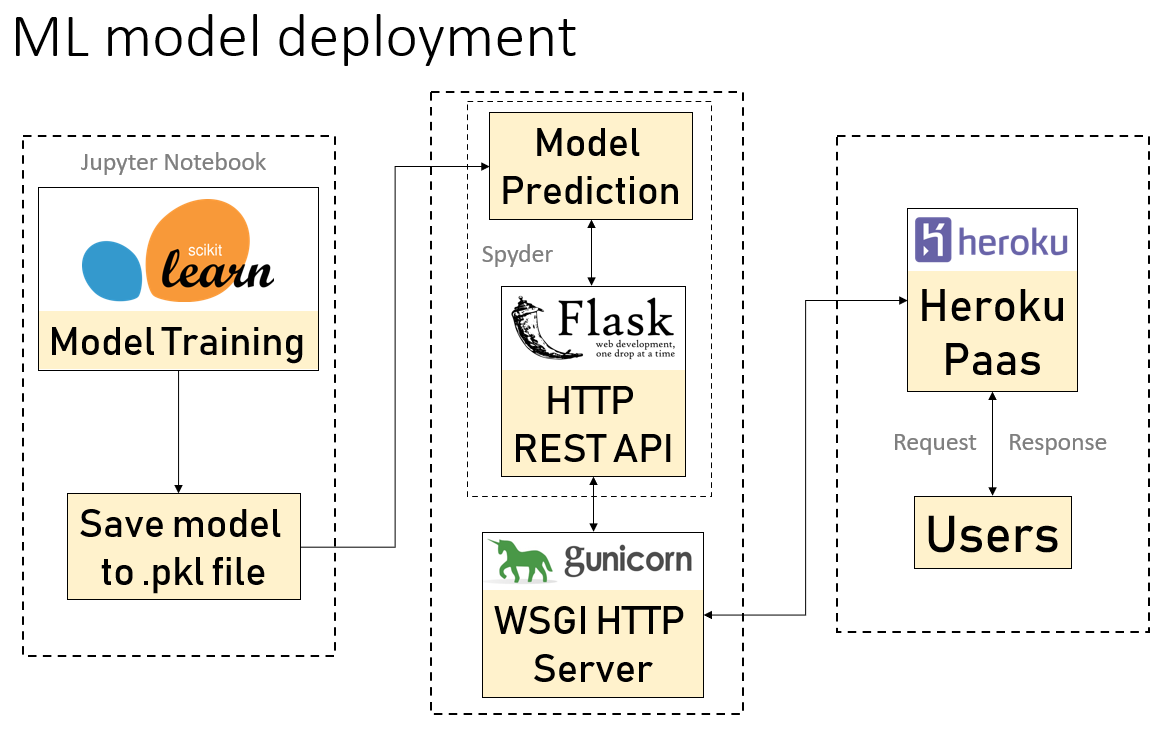 ML model deployment
Jupyter Notebook
scikit
learn
Model Training
Save model
to .pkl file
Model
Prediction
Spyder
Flask
web development,
one drop at a time
HTTP
REST API
gunicorn
WSGI HTTP
Server
heroku
Heroku
Paas
Request
Response
Users